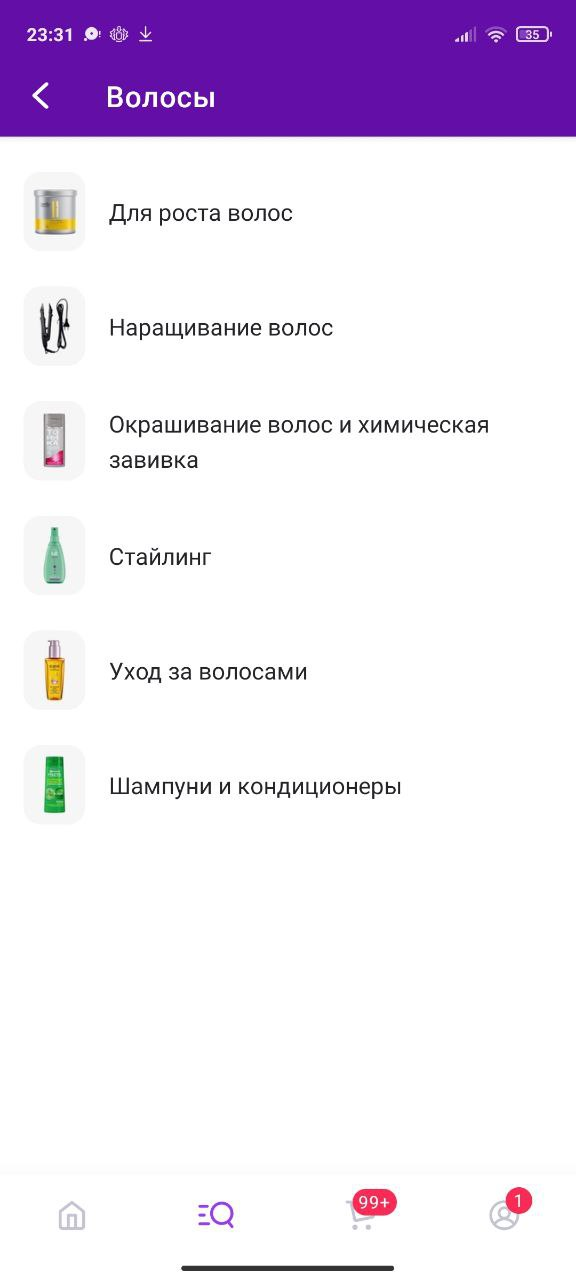 23:31
35
Волосы
Для роста волос
Наращивание волос
Окрашивание волос и химическая
завивка
Стайлинг
Уход за волосами
Шампуни и кондиционеры
99+
1